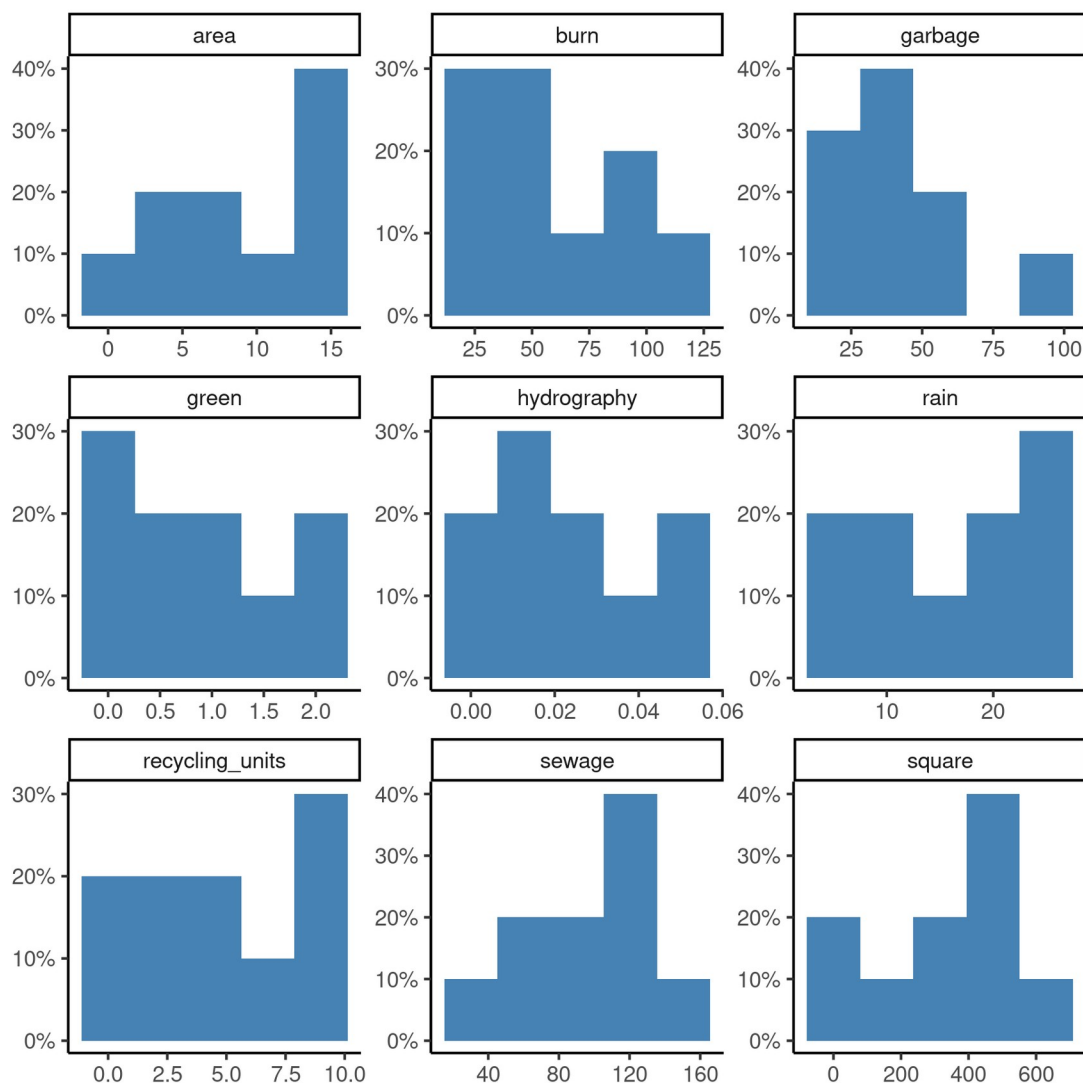 area burn garbage
40% 30% 40%
30% 20% 30%
20% 10% 20%
10% 0% 10%
0% 0%
0 5 10 15 25 50 75 100 125 25 50 75 100
green hydrography rain
30% 30% 30%
20% 20% 20%
10% 10% 10%
0% 0% 0%
0.0 0.5 1.0 1.5 2.0 0.00 0.02 0.04 0.06 10 20
recycling_units sewage square
30% 40% 40%
20% 30% 30%
10% 20% 20%
0% 10% 10%
0% 0%
0.0 2.5 5.0 7.5 10.0 40 80 120 160 0 200 400 600